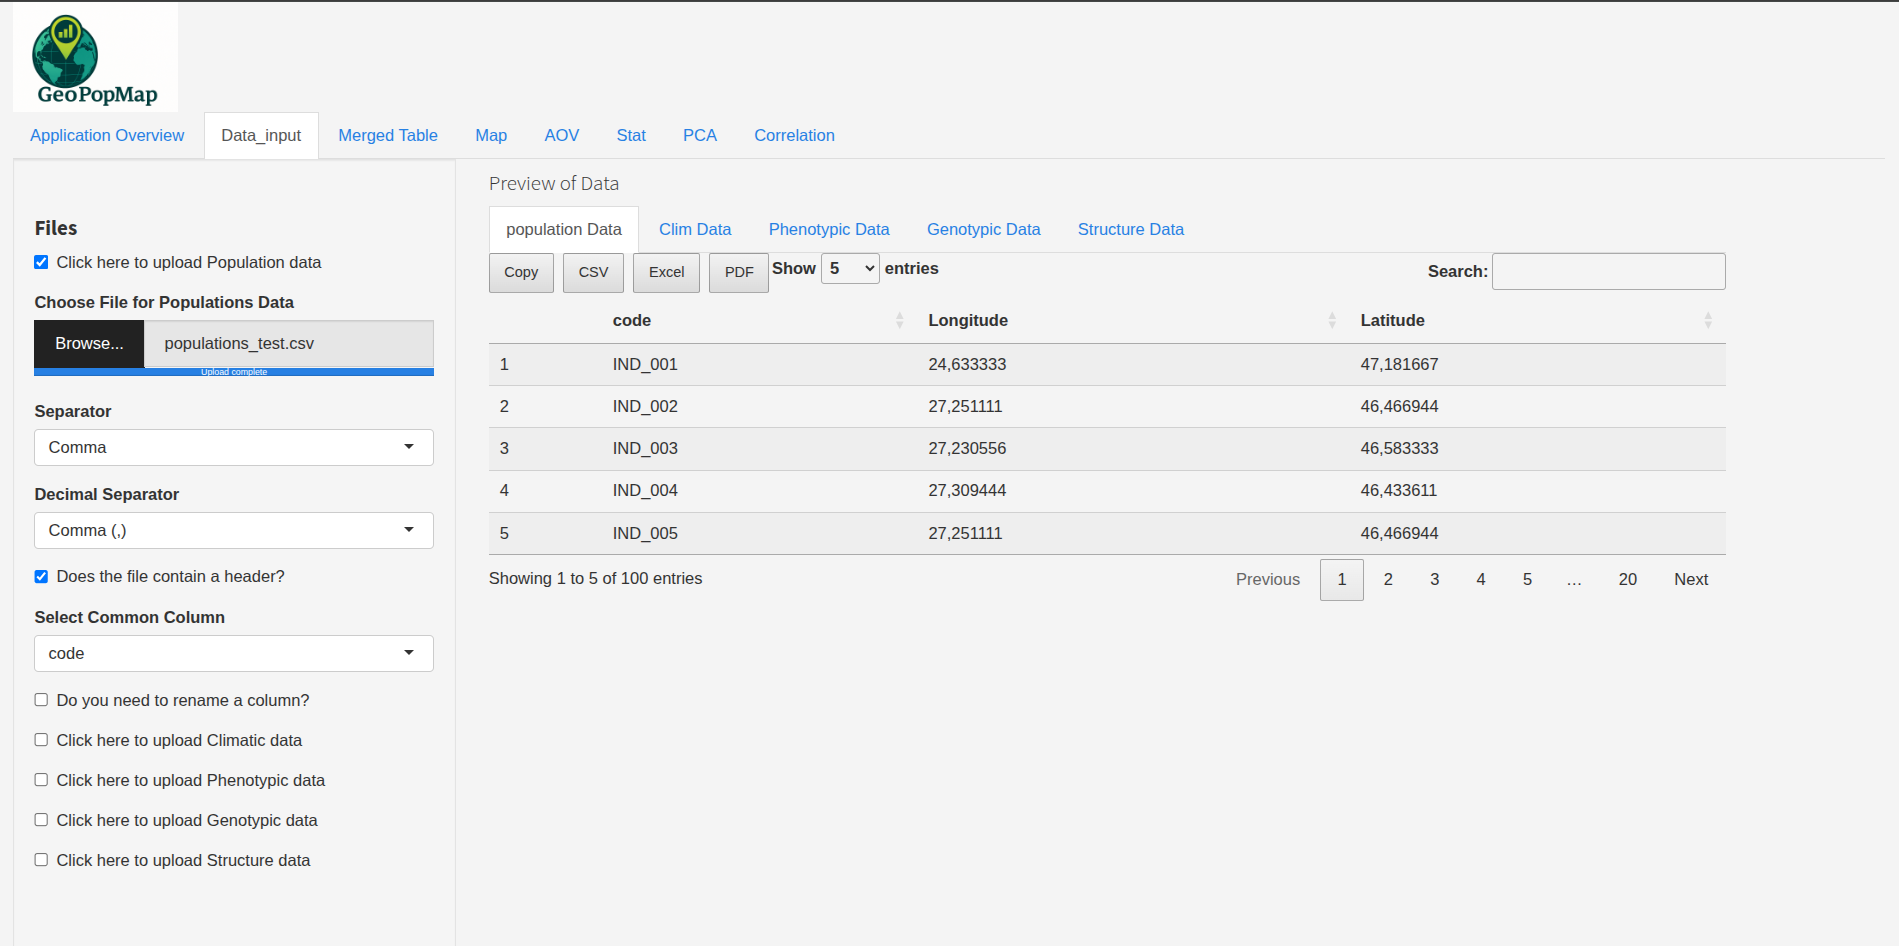 GeoPopMap
Application Overview Data_input Merged Table Map AOV Stat PCA Correlation
Files
Click here to upload Population data
Choose File for Populations Data
Browse... populations_test.csv
Upload complete
Separator
Comma
Decimal Separator
Comma (,)
Does the file contain a header?
Select Common Column
code
Do you need to rename a column?
Click here to upload Climatic data
Click here to upload Phenotypic data
Click here to upload Genotypic data
Click here to upload Structure data
Preview of Data
population Data Clim Data Phenotypic Data Genotypic Data Structure Data
Copy CSV Excel PDF Show 5 entries Search:
code Longitude Latitude
1 IND_001 24,633333 47,181667
2 IND_002 27,251111 46,466944
3 IND_003 27,230556 46,583333
4 IND_004 27,309444 46,433611
5 IND_005 27,251111 46,466944
Showing 1 to 5 of 100 entries Previous 1 2 3 4 5 … 20 Next